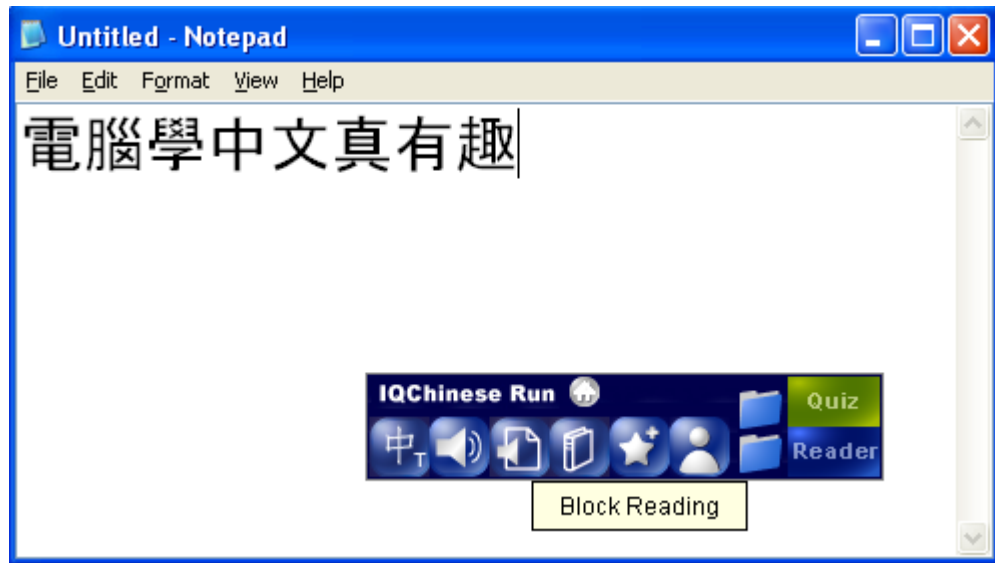 Untitled - Notepad
File Edit Format View Help
電腦學中文真有趣
IQChinese Run
Quiz
中T
Reader
Block Reading